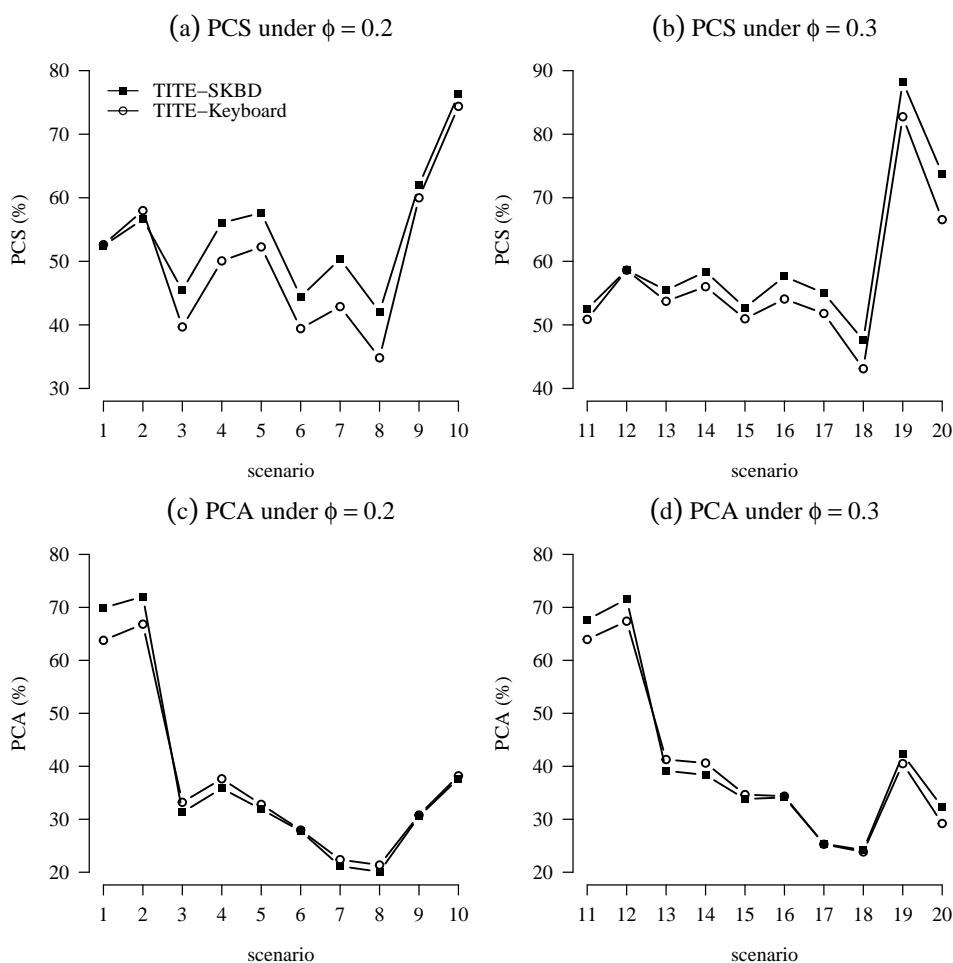 (a) PCS under ϕ = 0.2
80
70
60
50
40
30
PCS (%)
TITE−SKBD
TITE−Keyboard
1 2 3 4 5 6 7 8 9 10
scenario
(b) PCS under ϕ = 0.3
90
80
70
60
50
40
PCS (%)
11 12 13 14 15 16 17 18 19 20
scenario
(c) PCA under ϕ = 0.2
80
70
60
50
40
30
20
PCA (%)
1 2 3 4 5 6 7 8 9 10
scenario
(d) PCA under ϕ = 0.3
80
70
60
50
40
30
20
PCA (%)
11 12 13 14 15 16 17 18 19 20
scenario